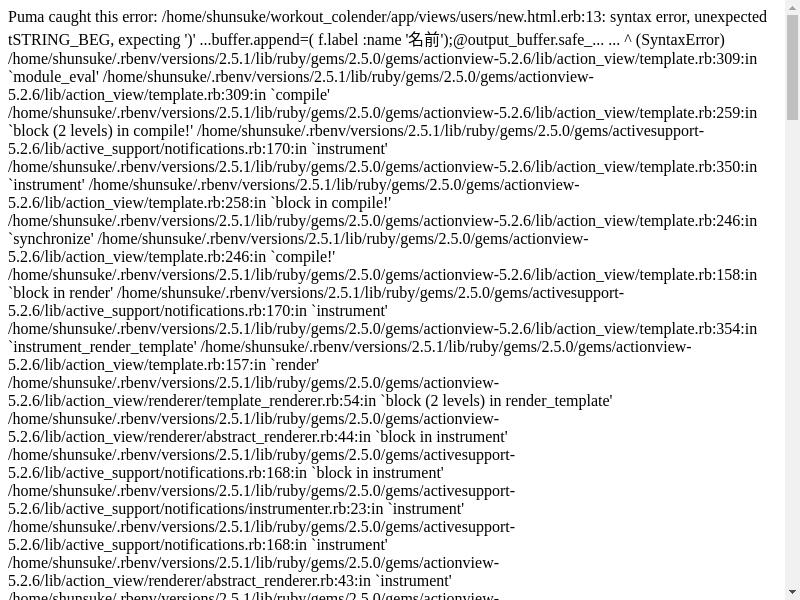 Puma caught this error: /home/shunsuke/workout_colender/app/views/users/new.html.erb:13: syntax error, unexpected
tSTRING_BEG, expecting ')' ...buffer.append=( f.label :name '名前');@output_buffer.safe_... ... ^ (SyntaxError)
/home/shunsuke/.rbenv/versions/2.5.1/lib/ruby/gems/2.5.0/gems/actionview-5.2.6/lib/action_view/template.rb:309:in
`module_eval' /home/shunsuke/.rbenv/versions/2.5.1/lib/ruby/gems/2.5.0/gems/actionview-
5.2.6/lib/action_view/template.rb:309:in `compile'
/home/shunsuke/.rbenv/versions/2.5.1/lib/ruby/gems/2.5.0/gems/actionview-5.2.6/lib/action_view/template.rb:259:in
`block (2 levels) in compile!' /home/shunsuke/.rbenv/versions/2.5.1/lib/ruby/gems/2.5.0/gems/activesupport-
5.2.6/lib/active_support/notifications.rb:170:in `instrument'
/home/shunsuke/.rbenv/versions/2.5.1/lib/ruby/gems/2.5.0/gems/actionview-5.2.6/lib/action_view/template.rb:350:in
`instrument' /home/shunsuke/.rbenv/versions/2.5.1/lib/ruby/gems/2.5.0/gems/actionview-
5.2.6/lib/action_view/template.rb:258:in `block in compile!'
/home/shunsuke/.rbenv/versions/2.5.1/lib/ruby/gems/2.5.0/gems/actionview-5.2.6/lib/action_view/template.rb:246:in
`synchronize' /home/shunsuke/.rbenv/versions/2.5.1/lib/ruby/gems/2.5.0/gems/actionview-
5.2.6/lib/action_view/template.rb:246:in `compile!'
/home/shunsuke/.rbenv/versions/2.5.1/lib/ruby/gems/2.5.0/gems/actionview-5.2.6/lib/action_view/template.rb:158:in
`block in render' /home/shunsuke/.rbenv/versions/2.5.1/lib/ruby/gems/2.5.0/gems/activesupport-
5.2.6/lib/active_support/notifications.rb:170:in `instrument'
/home/shunsuke/.rbenv/versions/2.5.1/lib/ruby/gems/2.5.0/gems/actionview-5.2.6/lib/action_view/template.rb:354:in
`instrument_render_template' /home/shunsuke/.rbenv/versions/2.5.1/lib/ruby/gems/2.5.0/gems/actionview-
5.2.6/lib/action_view/template.rb:157:in `render'
/home/shunsuke/.rbenv/versions/2.5.1/lib/ruby/gems/2.5.0/gems/actionview-
5.2.6/lib/action_view/renderer/template_renderer.rb:54:in `block (2 levels) in render_template'
/home/shunsuke/.rbenv/versions/2.5.1/lib/ruby/gems/2.5.0/gems/actionview-
5.2.6/lib/action_view/renderer/abstract_renderer.rb:44:in `block in instrument'
/home/shunsuke/.rbenv/versions/2.5.1/lib/ruby/gems/2.5.0/gems/activesupport-
5.2.6/lib/active_support/notifications.rb:168:in `block in instrument'
/home/shunsuke/.rbenv/versions/2.5.1/lib/ruby/gems/2.5.0/gems/activesupport-
5.2.6/lib/active_support/notifications/instrumenter.rb:23:in `instrument'
/home/shunsuke/.rbenv/versions/2.5.1/lib/ruby/gems/2.5.0/gems/activesupport-
5.2.6/lib/active_support/notifications.rb:168:in `instrument'
/home/shunsuke/.rbenv/versions/2.5.1/lib/ruby/gems/2.5.0/gems/actionview-
5.2.6/lib/action_view/renderer/abstract_renderer.rb:43:in `instrument'
/home/shunsuke/.rbenv/versions/2.5.1/lib/ruby/gems/2.5.0/gems/actionview-